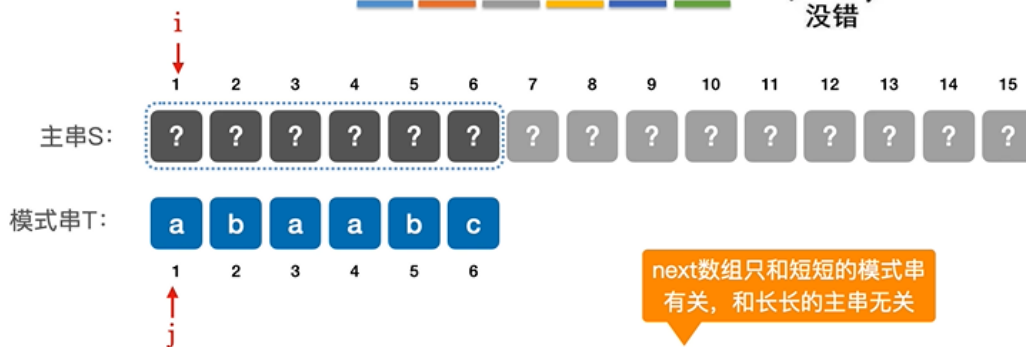 没错
i
1 2 3 4 5 6 7 8 9 10 11 12 13 14 15
主串S: ? ? ? ? ? ? ? ? ? ? ? ? ? ? ?
模式串T: a b a a b c
1 2 3 4 5 6
j
next数组只和短短的模式串
有关，和长长的主串无关